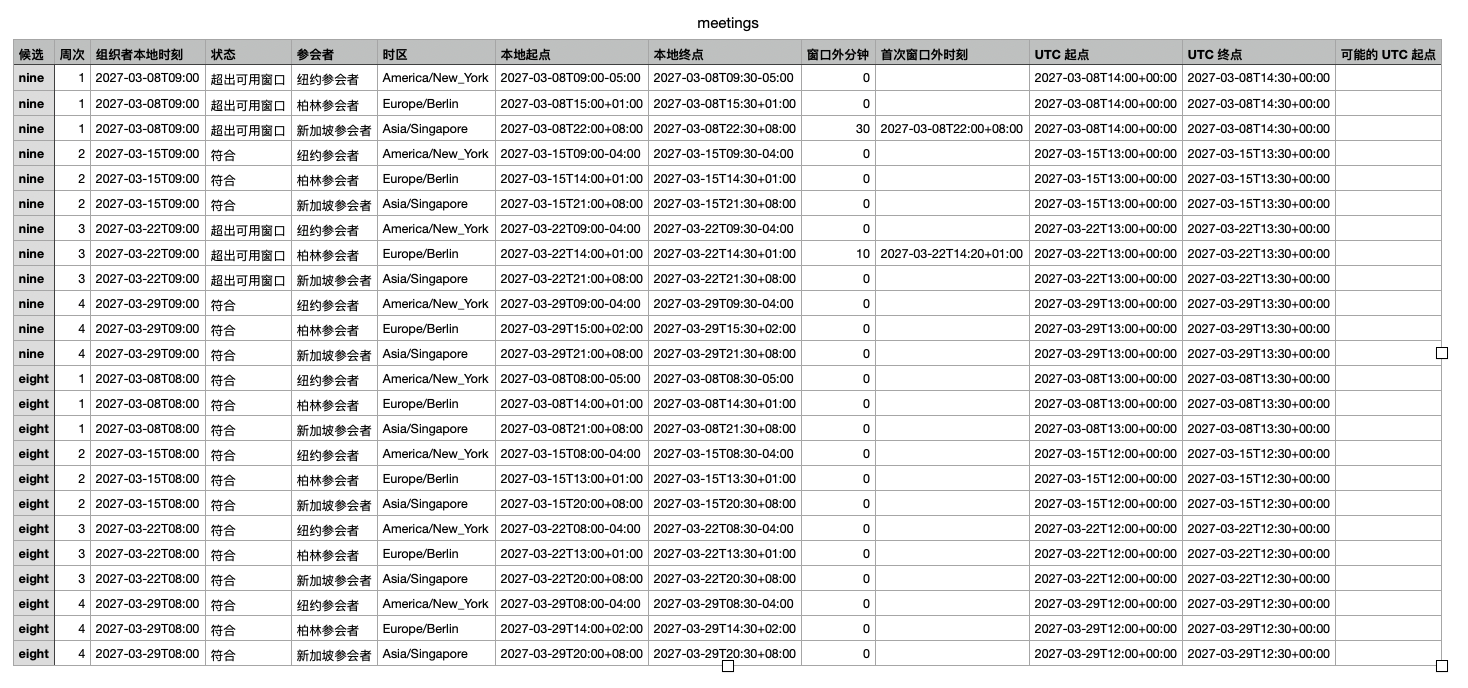 meetings
候选 周次 组织者本地时刻 状态 参会者 时区 本地起点 本地终点 窗口外分钟 首次窗口外时刻 UTC 起点 UTC 终点 可能的 UTC 起点
nine 1 2027-03-08T09:00 超出可用窗口 纽约参会者 America/New_York 2027-03-08T09:00-05:00 2027-03-08T09:30-05:00 0 2027-03-08T14:00+00:00 2027-03-08T14:30+00:00
nine 1 2027-03-08T09:00 超出可用窗口 柏林参会者 Europe/Berlin 2027-03-08T15:00+01:00 2027-03-08T15:30+01:00 0 2027-03-08T14:00+00:00 2027-03-08T14:30+00:00
nine 1 2027-03-08T09:00 超出可用窗口 新加坡参会者 Asia/Singapore 2027-03-08T22:00+08:00 2027-03-08T22:30+08:00 30 2027-03-08T22:00+08:00 2027-03-08T14:00+00:00 2027-03-08T14:30+00:00
nine 2 2027-03-15T09:00 符合 纽约参会者 America/New_York 2027-03-15T09:00-04:00 2027-03-15T09:30-04:00 0 2027-03-15T13:00+00:00 2027-03-15T13:30+00:00
nine 2 2027-03-15T09:00 符合 柏林参会者 Europe/Berlin 2027-03-15T14:00+01:00 2027-03-15T14:30+01:00 0 2027-03-15T13:00+00:00 2027-03-15T13:30+00:00
nine 2 2027-03-15T09:00 符合 新加坡参会者 Asia/Singapore 2027-03-15T21:00+08:00 2027-03-15T21:30+08:00 0 2027-03-15T13:00+00:00 2027-03-15T13:30+00:00
nine 3 2027-03-22T09:00 超出可用窗口 纽约参会者 America/New_York 2027-03-22T09:00-04:00 2027-03-22T09:30-04:00 0 2027-03-22T13:00+00:00 2027-03-22T13:30+00:00
nine 3 2027-03-22T09:00 超出可用窗口 柏林参会者 Europe/Berlin 2027-03-22T14:00+01:00 2027-03-22T14:30+01:00 10 2027-03-22T14:20+01:00 2027-03-22T13:00+00:00 2027-03-22T13:30+00:00
nine 3 2027-03-22T09:00 超出可用窗口 新加坡参会者 Asia/Singapore 2027-03-22T21:00+08:00 2027-03-22T21:30+08:00 0 2027-03-22T13:00+00:00 2027-03-22T13:30+00:00
nine 4 2027-03-29T09:00 符合 纽约参会者 America/New_York 2027-03-29T09:00-04:00 2027-03-29T09:30-04:00 0 2027-03-29T13:00+00:00 2027-03-29T13:30+00:00
nine 4 2027-03-29T09:00 符合 柏林参会者 Europe/Berlin 2027-03-29T15:00+02:00 2027-03-29T15:30+02:00 0 2027-03-29T13:00+00:00 2027-03-29T13:30+00:00
nine 4 2027-03-29T09:00 符合 新加坡参会者 Asia/Singapore 2027-03-29T21:00+08:00 2027-03-29T21:30+08:00 0 2027-03-29T13:00+00:00 2027-03-29T13:30+00:00
eight 1 2027-03-08T08:00 符合 纽约参会者 America/New_York 2027-03-08T08:00-05:00 2027-03-08T08:30-05:00 0 2027-03-08T13:00+00:00 2027-03-08T13:30+00:00
eight 1 2027-03-08T08:00 符合 柏林参会者 Europe/Berlin 2027-03-08T14:00+01:00 2027-03-08T14:30+01:00 0 2027-03-08T13:00+00:00 2027-03-08T13:30+00:00
eight 1 2027-03-08T08:00 符合 新加坡参会者 Asia/Singapore 2027-03-08T21:00+08:00 2027-03-08T21:30+08:00 0 2027-03-08T13:00+00:00 2027-03-08T13:30+00:00
eight 2 2027-03-15T08:00 符合 纽约参会者 America/New_York 2027-03-15T08:00-04:00 2027-03-15T08:30-04:00 0 2027-03-15T12:00+00:00 2027-03-15T12:30+00:00
eight 2 2027-03-15T08:00 符合 柏林参会者 Europe/Berlin 2027-03-15T13:00+01:00 2027-03-15T13:30+01:00 0 2027-03-15T12:00+00:00 2027-03-15T12:30+00:00
eight 2 2027-03-15T08:00 符合 新加坡参会者 Asia/Singapore 2027-03-15T20:00+08:00 2027-03-15T20:30+08:00 0 2027-03-15T12:00+00:00 2027-03-15T12:30+00:00
eight 3 2027-03-22T08:00 符合 纽约参会者 America/New_York 2027-03-22T08:00-04:00 2027-03-22T08:30-04:00 0 2027-03-22T12:00+00:00 2027-03-22T12:30+00:00
eight 3 2027-03-22T08:00 符合 柏林参会者 Europe/Berlin 2027-03-22T13:00+01:00 2027-03-22T13:30+01:00 0 2027-03-22T12:00+00:00 2027-03-22T12:30+00:00
eight 3 2027-03-22T08:00 符合 新加坡参会者 Asia/Singapore 2027-03-22T20:00+08:00 2027-03-22T20:30+08:00 0 2027-03-22T12:00+00:00 2027-03-22T12:30+00:00
eight 4 2027-03-29T08:00 符合 纽约参会者 America/New_York 2027-03-29T08:00-04:00 2027-03-29T08:30-04:00 0 2027-03-29T12:00+00:00 2027-03-29T12:30+00:00
eight 4 2027-03-29T08:00 符合 柏林参会者 Europe/Berlin 2027-03-29T14:00+02:00 2027-03-29T14:30+02:00 0 2027-03-29T12:00+00:00 2027-03-29T12:30+00:00
eight 4 2027-03-29T08:00 符合 新加坡参会者 Asia/Singapore 2027-03-29T20:00+08:00 2027-03-29T20:30+08:00 0 2027-03-29T12:00+00:00 2027-03-29T12:30+00:00